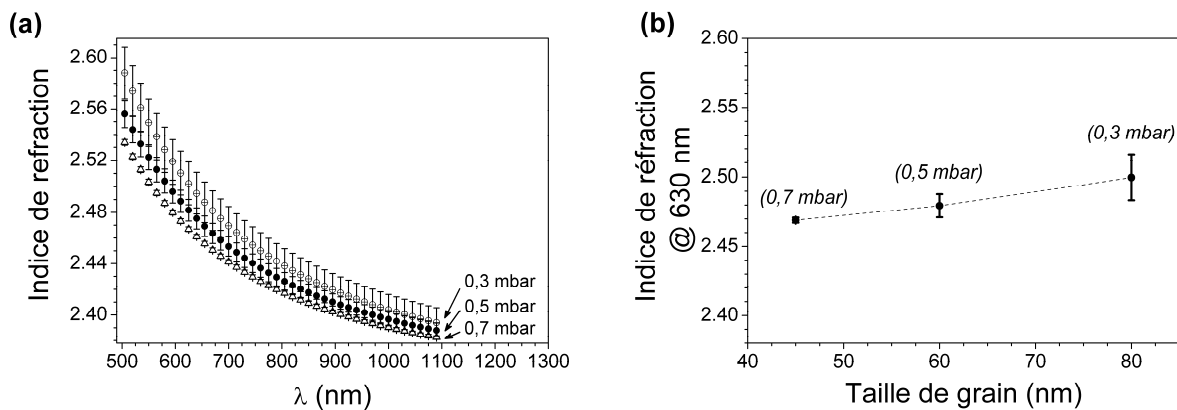 (a)
Indice de refraction
2.60
2.56
2.52
2.48
2.44
2.40
0,3 mbar
0,5 mbar
0,7 mbar
500 600 700 800 900 1000 1100 1200 1300
λ (nm)
(b)
Indice de réfraction
@ 630 nm
2.60
2.55
2.50
2.45
2.40
(0,7 mbar)
(0,5 mbar)
(0,3 mbar)
40 50 60 70 80
Taille de grain (nm)